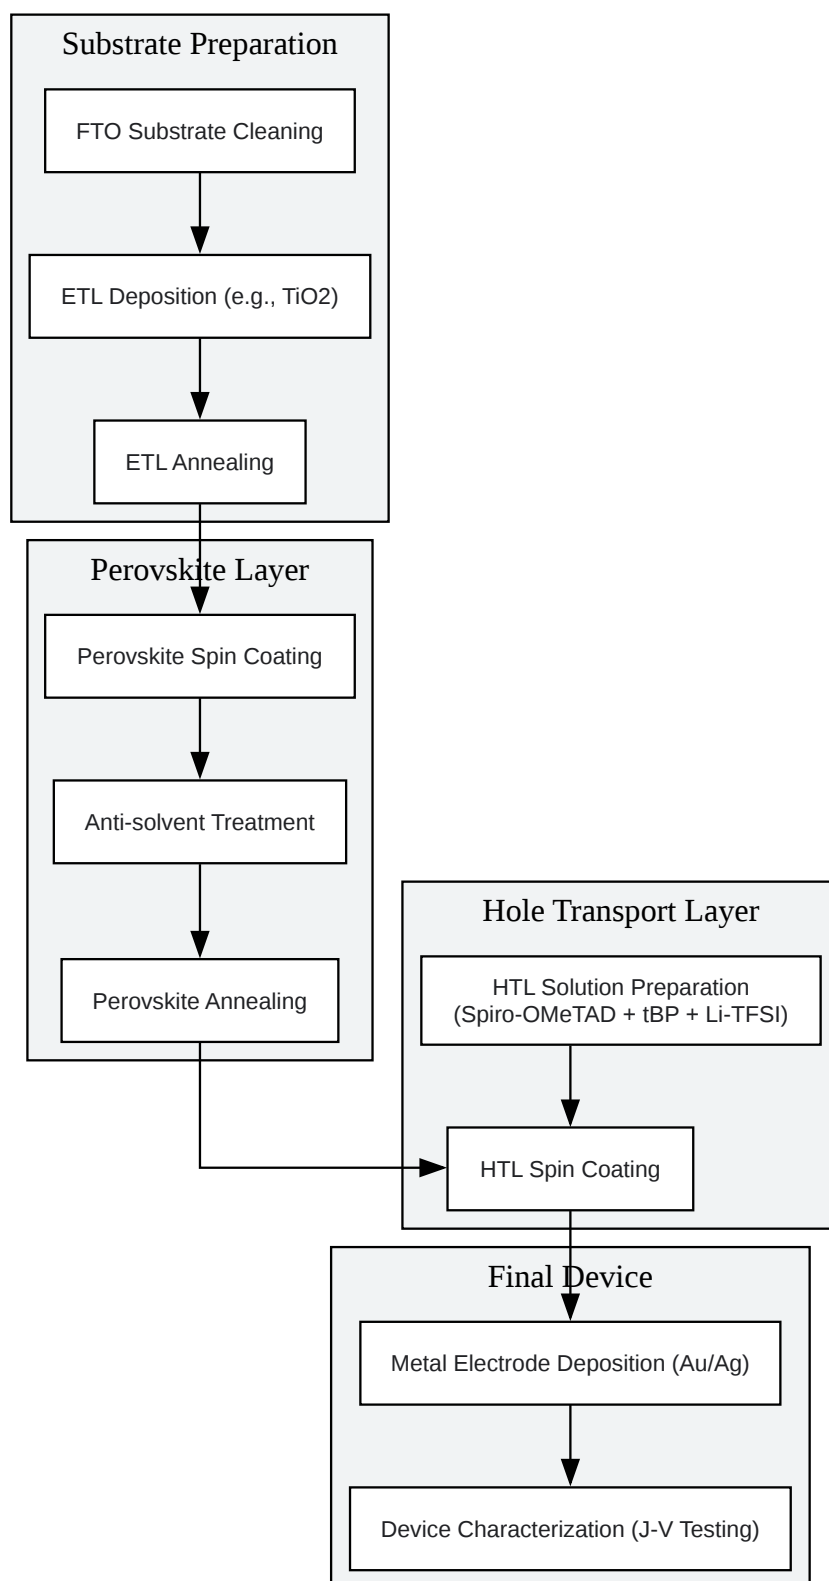 Substrate Preparation
FTO Substrate Cleaning
ETL Deposition (e.g., TiO2)
ETL Annealing
Perovskite Layer
Perovskite Spin Coating
Anti-solvent Treatment
Perovskite Annealing
Hole Transport Layer
HTL Solution Preparation
(Spiro-OMeTAD + tBP + Li-TFSI)
HTL Spin Coating
Final Device
Metal Electrode Deposition (Au/Ag)
Device Characterization (J-V Testing)